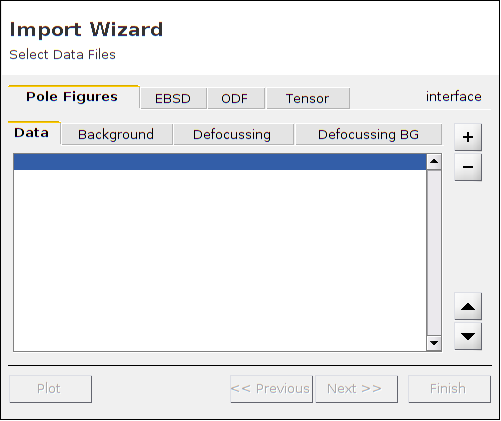 Import Wizard
Select Data Files
Pole Figures EBSD ODF Tensor interface
Data Background Defocussing Defocussing BG +
−
Plot << Previous Next >> Finish